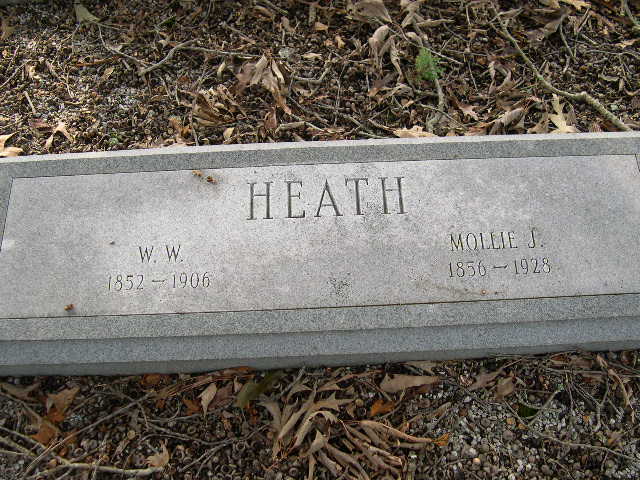 HEATH
W. W.
1852 — 1906
MOLLIE J.
1856 — 1928